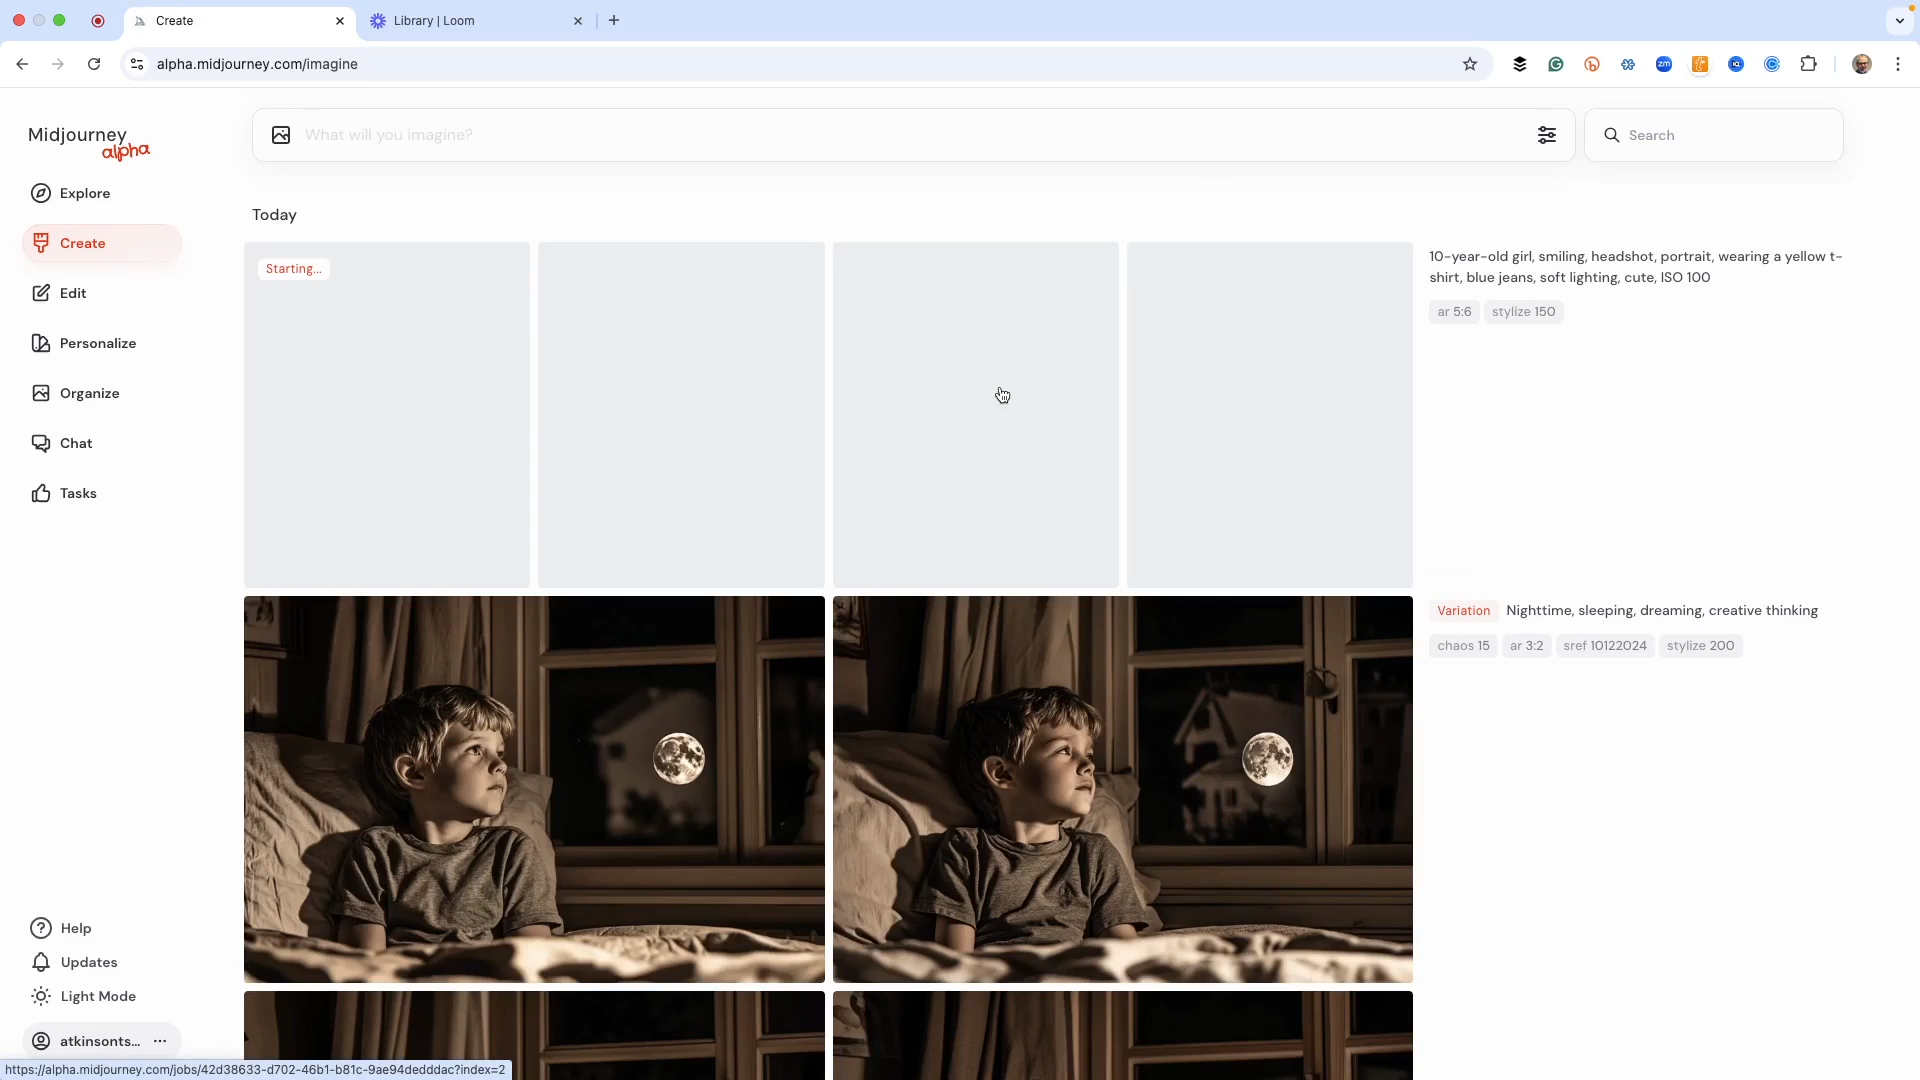 Create
Library | Loom
alpha.midjourney.com/imagine
Midjourney
alpha
What will you imagine?
Search
Explore
Create
Edit
Personalize
Organize
Chat
Tasks
Today
Starting...
10-year-old girl, smiling, headshot, portrait, wearing a yellow t-
shirt, blue jeans, soft lighting, cute, ISO 100
ar 5:6 stylize 150
Variation Nighttime, sleeping, dreaming, creative thinking
chaos 15 ar 3:2 sref 10122024 stylize 200
Help
Updates
Light Mode
atkinsonts...
https://alpha.midjourney.com/jobs/42d38633-d702-46b1-b81c-9ae94dedddac?index=2